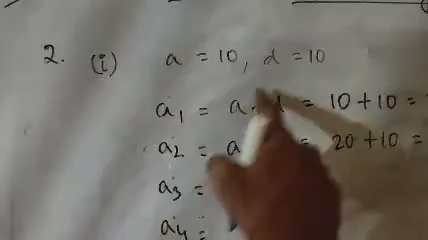 2. (i) a = 10, d = 10
a₁ = a = 10 + 10 =
a₂ = a = 20 + 10 =
a₃ =
a₄ =